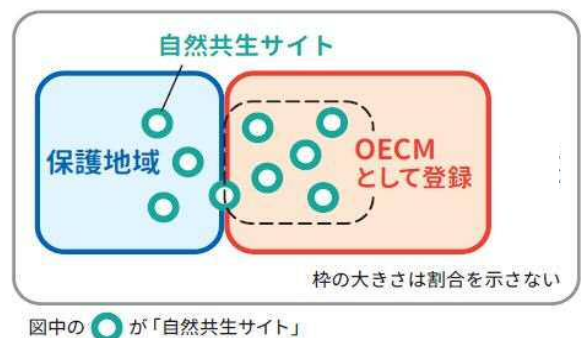 自然共生サイト
保護地域
OECM
として登録
枠の大きさは割合を示さない
図中の が「自然共生サイト」